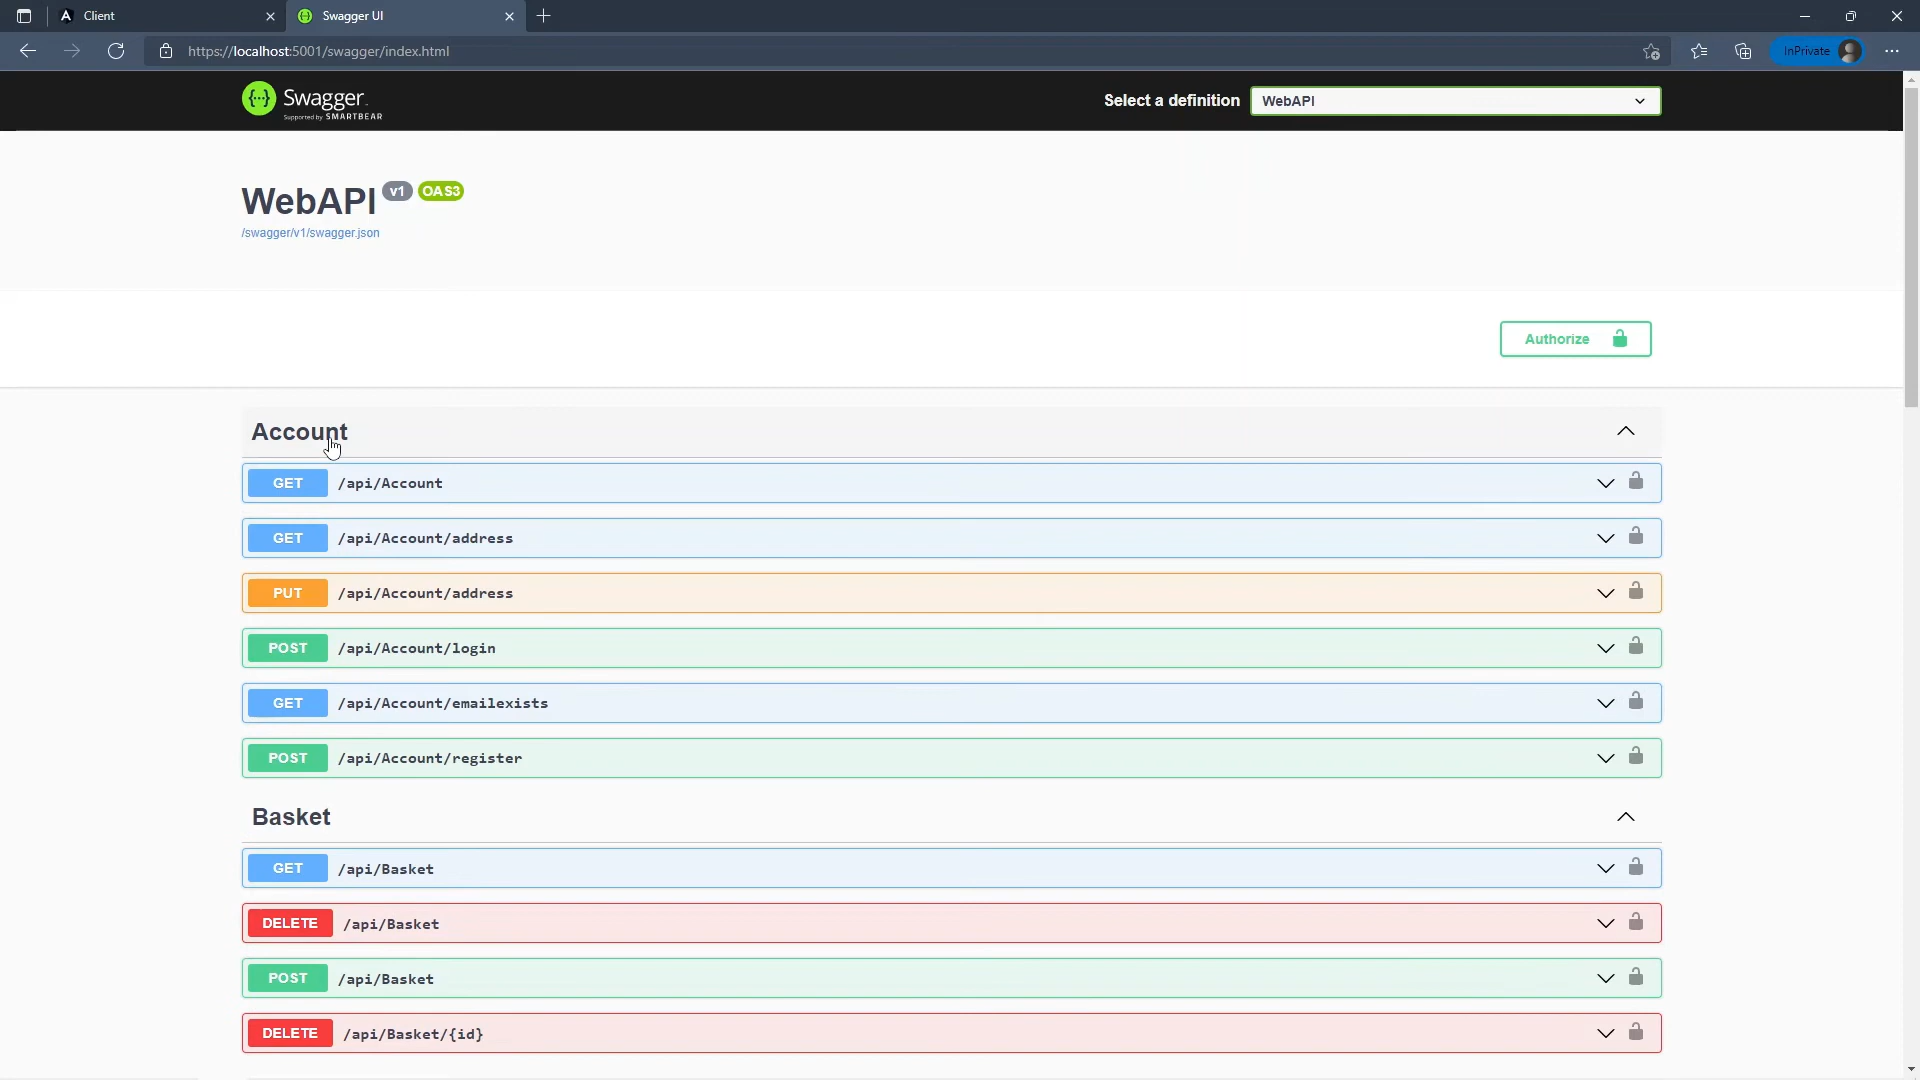 Client
Swagger UI
https://localhost:5001/swagger/index.html
InPrivate
Swagger
Supported by SMARTBEAR
Select a definition
WebAPI
WebAPI v1 OAS3
/swagger/v1/swagger.json
Authorize
Account
GET /api/Account
GET /api/Account/address
PUT /api/Account/address
POST /api/Account/login
GET /api/Account/emailexists
POST /api/Account/register
Basket
GET /api/Basket
DELETE /api/Basket
POST /api/Basket
DELETE /api/Basket/{id}